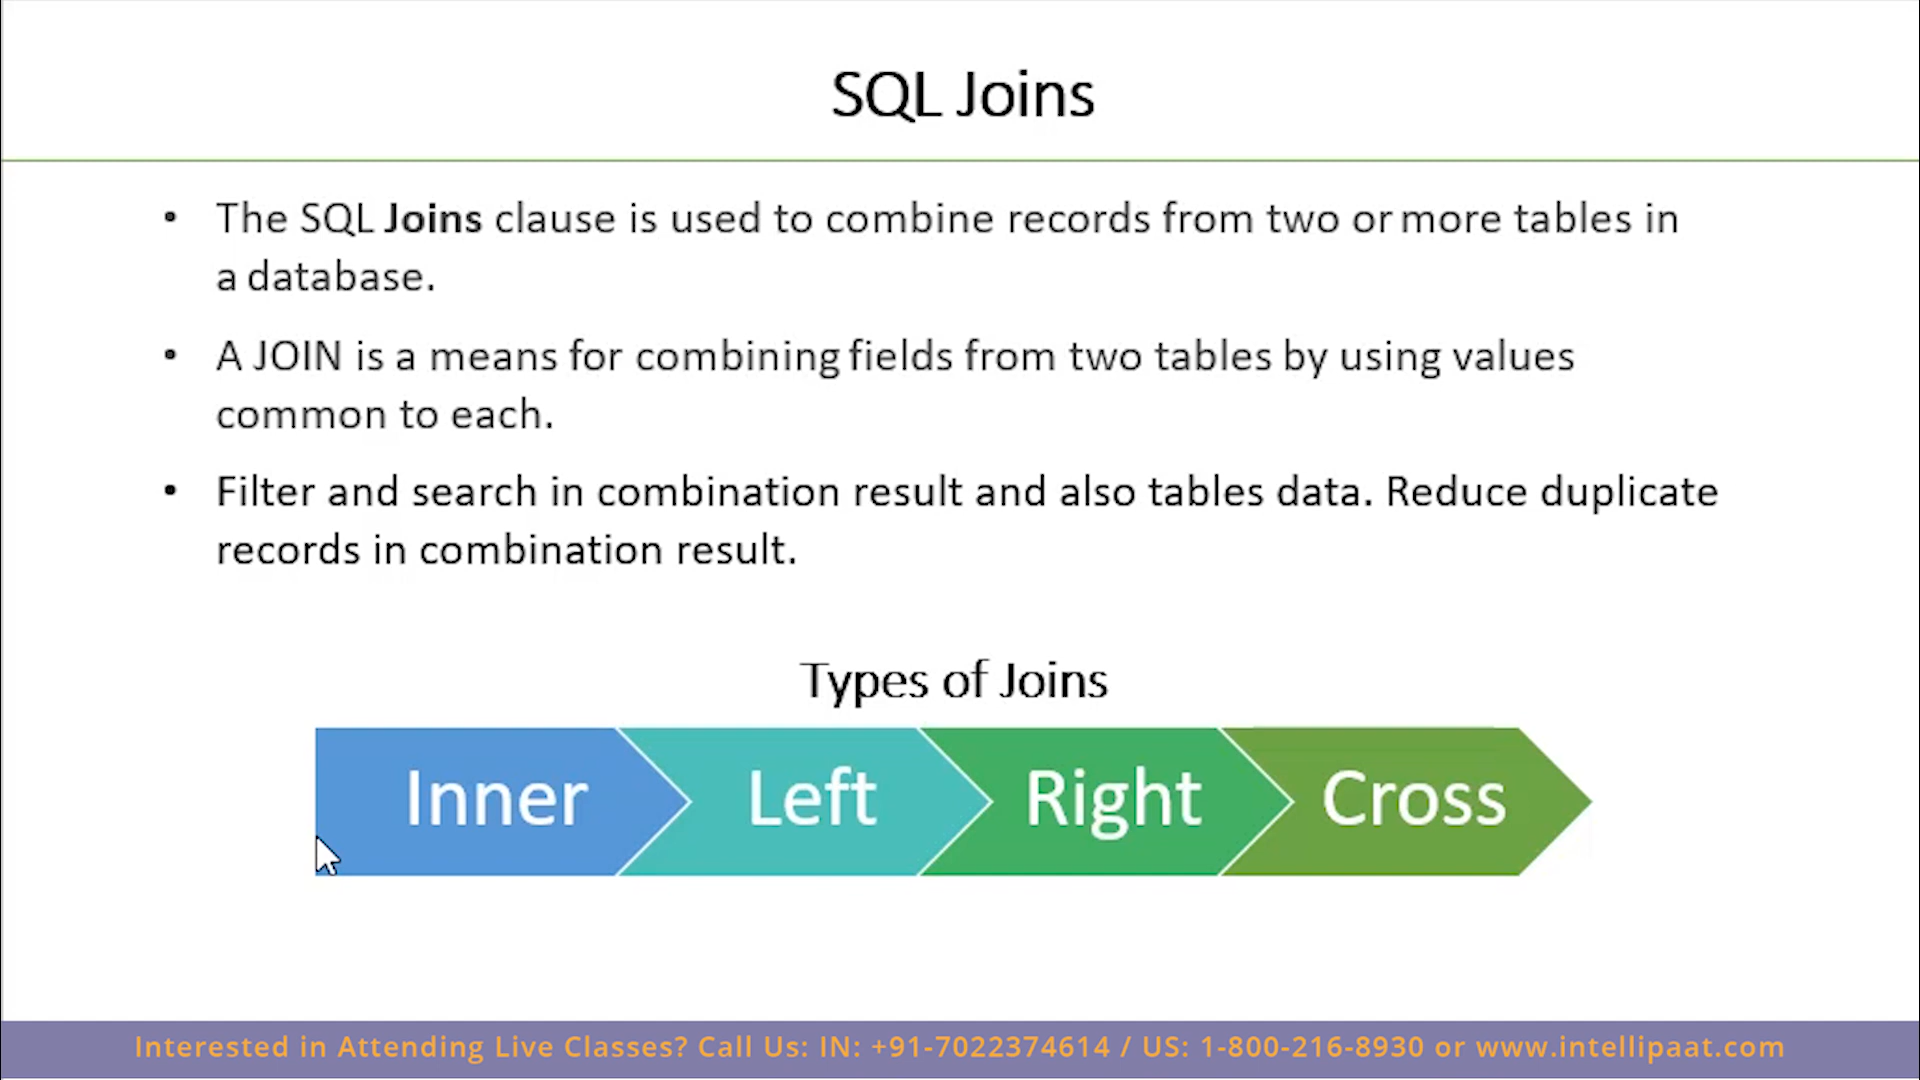 SQL Joins
• The SQL Joins clause is used to combine records from two or more tables in
a database.
• A JOIN is a means for combining fields from two tables by using values
common to each.
• Filter and search in combination result and also tables data. Reduce duplicate
records in combination result.
Types of Joins
Inner Left Right Cross
Interested in Attending Live Classes? Call Us: IN: +91-7022374614 / US: 1-800-216-8930 or www.intellipaat.com